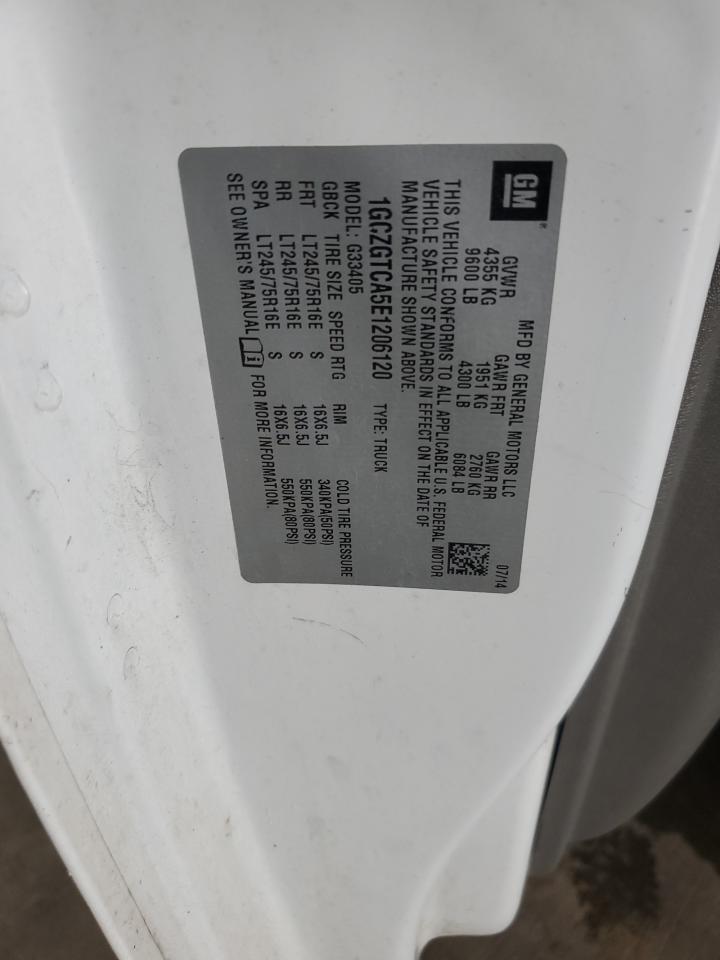 GM®
MFD BY GENERAL MOTORS LLC 07/14
GVWR GAWR FRT GAWR RR
4355 KG 1951 KG 2760 KG
9600 LB 4300 LB 6084 LB
THIS VEHICLE CONFORMS TO ALL APPLICABLE U.S. FEDERAL MOTOR
VEHICLE SAFETY STANDARDS IN EFFECT ON THE DATE OF
MANUFACTURE SHOWN ABOVE.
1GCZGTCA5E1206120 TYPE: TRUCK
MODEL: G33405
GBCK TIRE SIZE SPEED RTG RIM COLD TIRE PRESSURE
FRT LT245/75R16E S 16X6.5J 340KPA(50PSI)
RR LT245/75R16E S 16X6.5J 550KPA(80PSI)
SPA LT245/75R16E S 16X6.5J 550KPA(80PSI)
SEE OWNER'S MANUAL i FOR MORE INFORMATION.